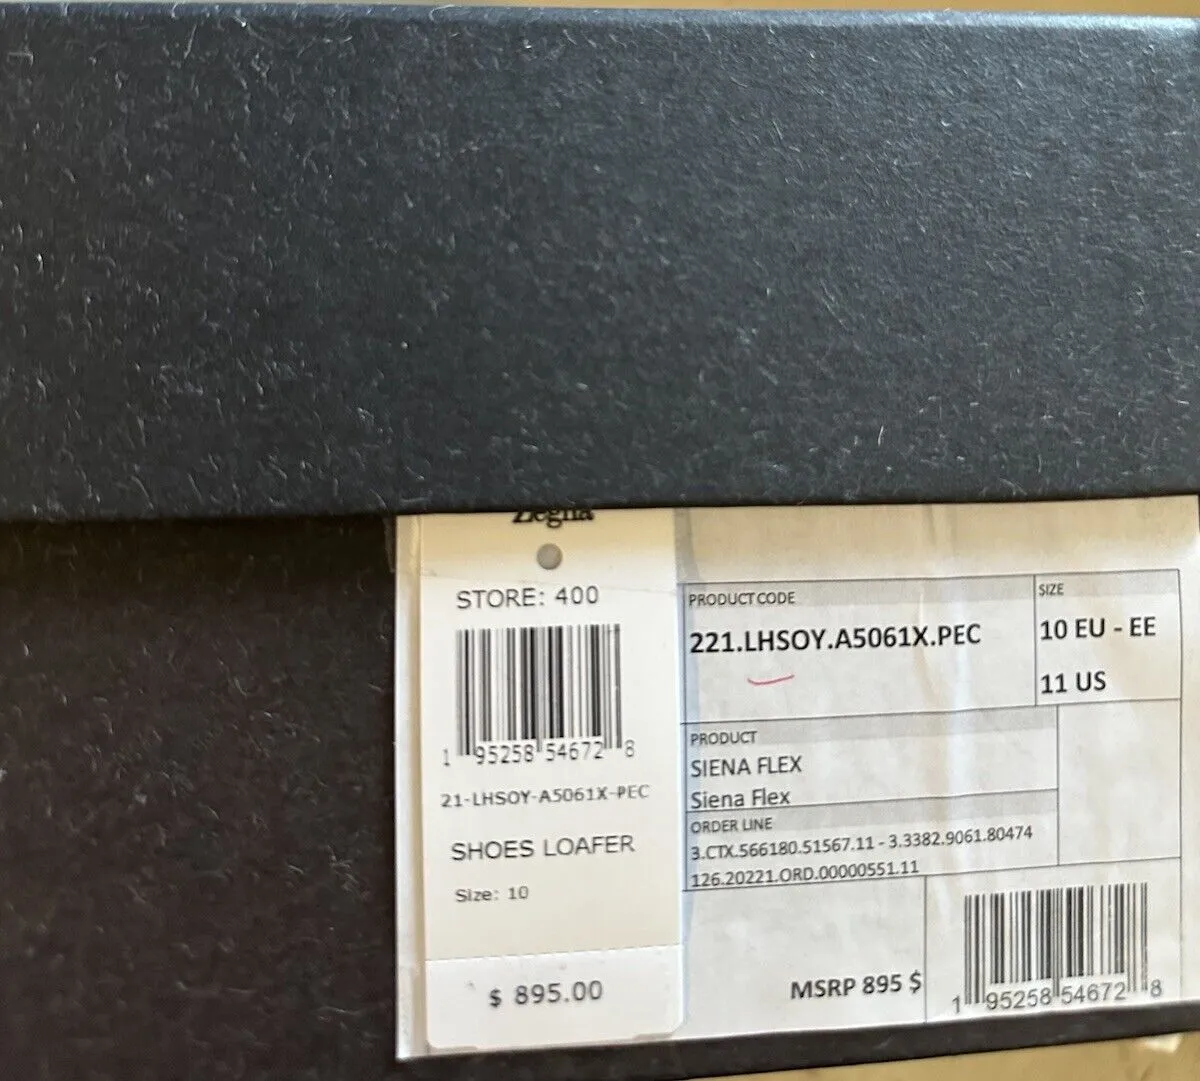 Zegna
STORE: 400
1 95258 54672 8
21-LHSOY-A5061X-PEC
SHOES LOAFER
Size: 10
$ 895.00
PRODUCT CODE
221.LHSOY.A5061X.PEC
SIZE
10 EU - EE
11 US
PRODUCT
SIENA FLEX
Siena Flex
ORDER LINE
3.CTX.566180.51567.11 - 3.3382.9061.80474
126.20221.ORD.00000551.11
MSRP 895 $
1 95258 54672 8